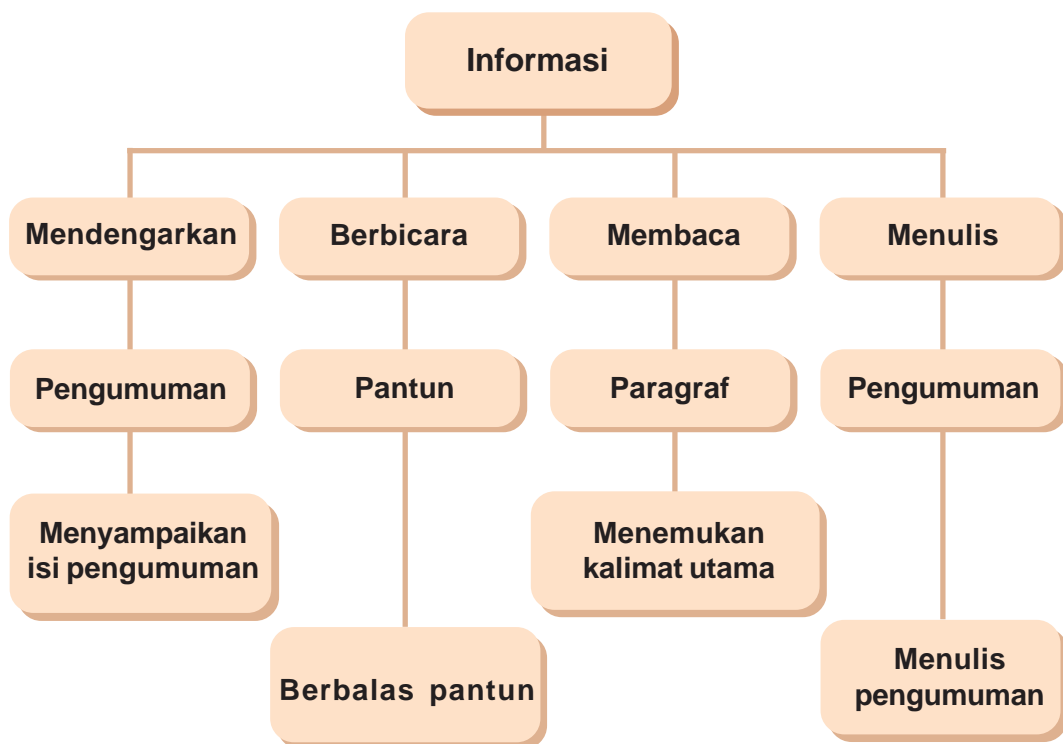 Informasi
Mendengarkan
Berbicara
Membaca
Menulis
Pengumuman
Pantun
Paragraf
Pengumuman
Menyampaikan
isi pengumuman
Menemukan
kalimat utama
Berbalas pantun
Menulis
pengumuman